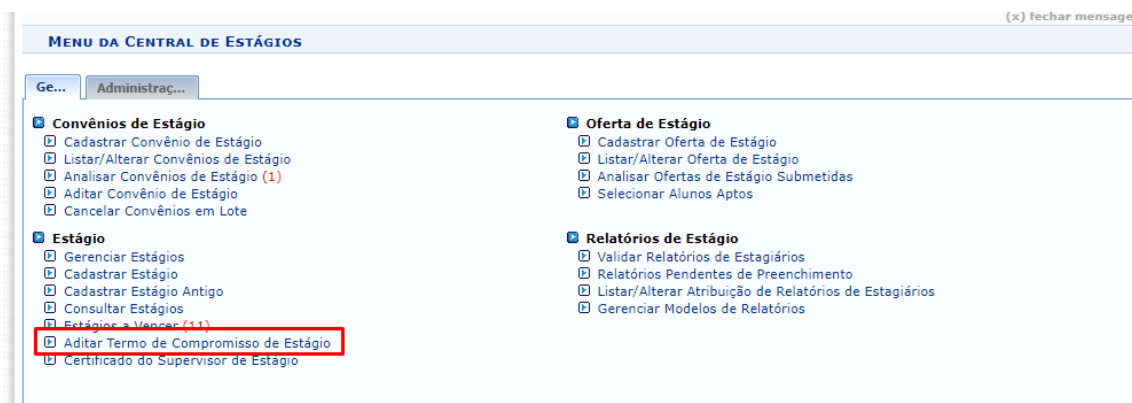 (x) fechar mensage
Menu da Central de Estágios
Ge...
Administraç...
Convênios de Estágio
Cadastrar Convênio de Estágio
Listar/Alterar Convênios de Estágio
Analisar Convênios de Estágio (1)
Aditar Convênio de Estágio
Cancelar Convênios em Lote
Oferta de Estágio
Cadastrar Oferta de Estágio
Listar/Alterar Oferta de Estágio
Analisar Ofertas de Estágio Submetidas
Selecionar Alunos Aptos
Estágio
Gerenciar Estágios
Cadastrar Estágio
Cadastrar Estágio Antigo
Consultar Estágios
Estágios a Vencer (11)
Aditar Termo de Compromisso de Estágio
Certificado do Supervisor de Estágio
Relatórios de Estágio
Validar Relatórios de Estagiários
Relatórios Pendentes de Preenchimento
Listar/Alterar Atribuição de Relatórios de Estagiários
Gerenciar Modelos de Relatórios